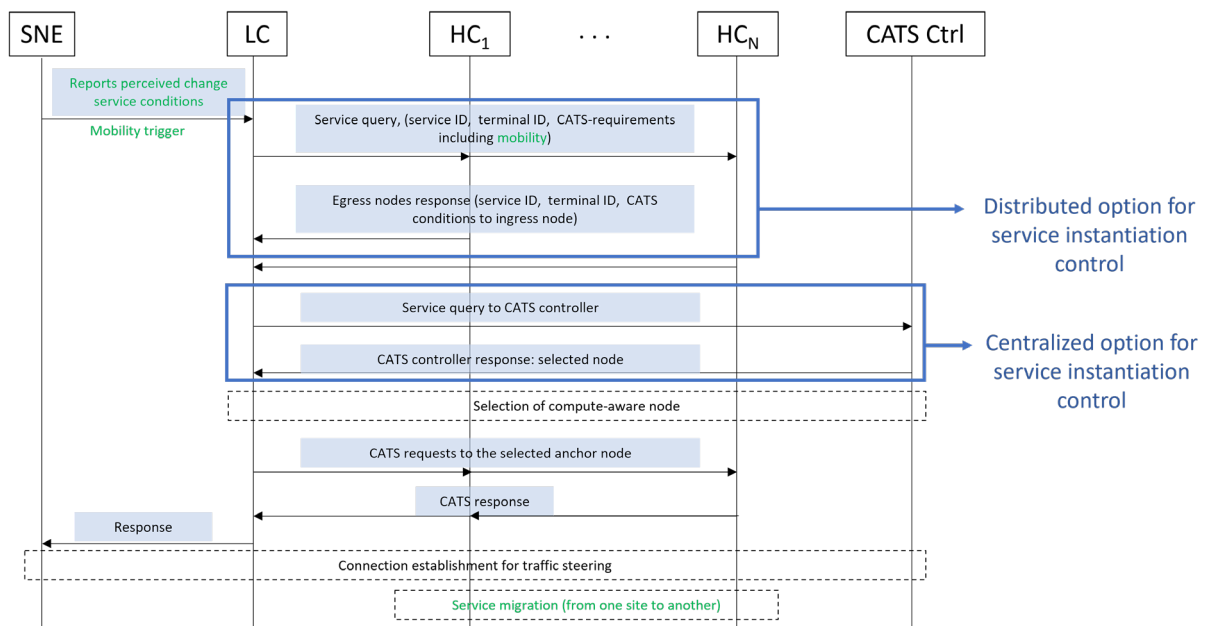 SNE LC HC1 . . . HCN CATS Ctrl
Reports perceived change
service conditions
Mobility trigger
Service query, (service ID, terminal ID, CATS-requirements
including mobility)
Egress nodes response (service ID, terminal ID, CATS
conditions to ingress node)
Distributed option for
service instantiation
control
Service query to CATS controller
CATS controller response: selected node
Centralized option for
service instantiation
control
Selection of compute-aware node
CATS requests to the selected anchor node
CATS response
Response
Connection establishment for traffic steering
Service migration (from one site to another)